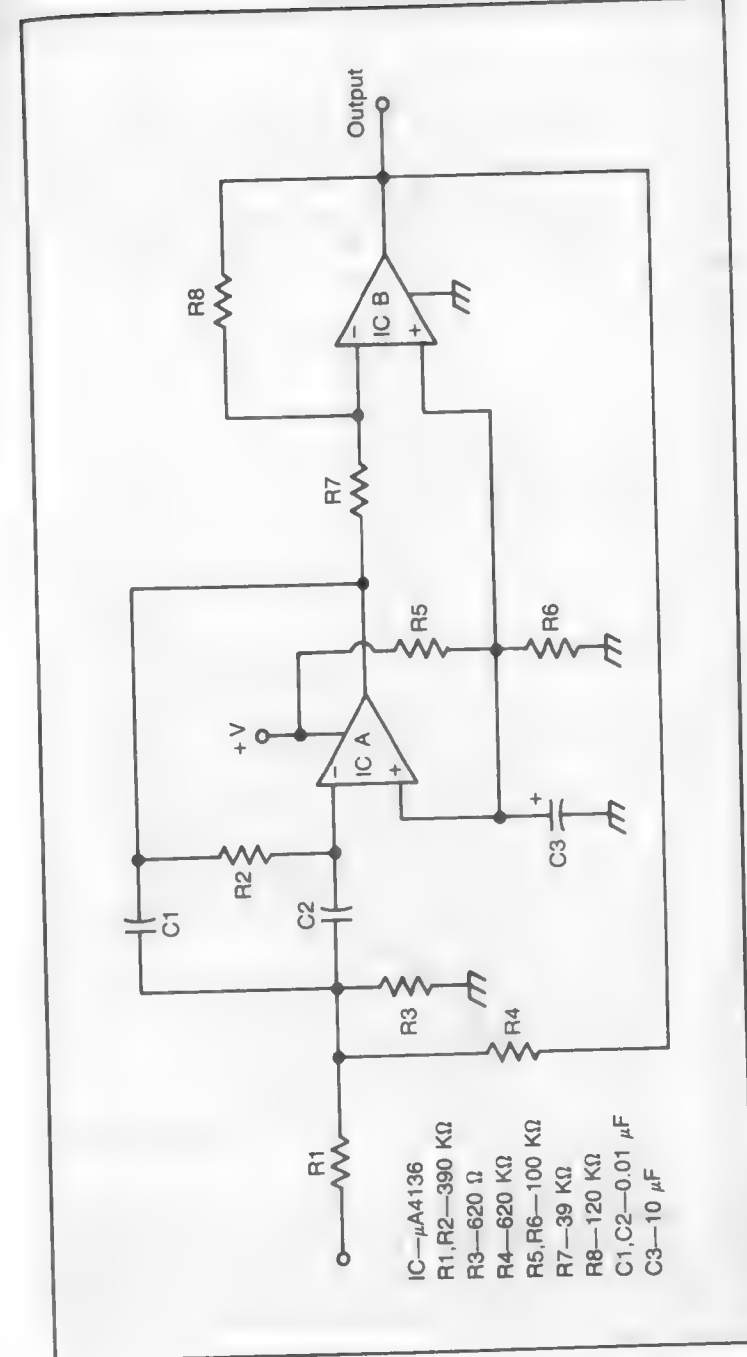 R8
Output
R7
IC B
−
+
+V
C1
R2
C2
IC A
−
+
R5
R6
C3
+
R1
R3
R4
IC—μA4136
R1,R2—390 KΩ
R3—620 Ω
R4—620 KΩ
R5,R6—100 KΩ
R7—39 KΩ
R8—120 KΩ
C1,C2—0.01 μF
C3—10 μF